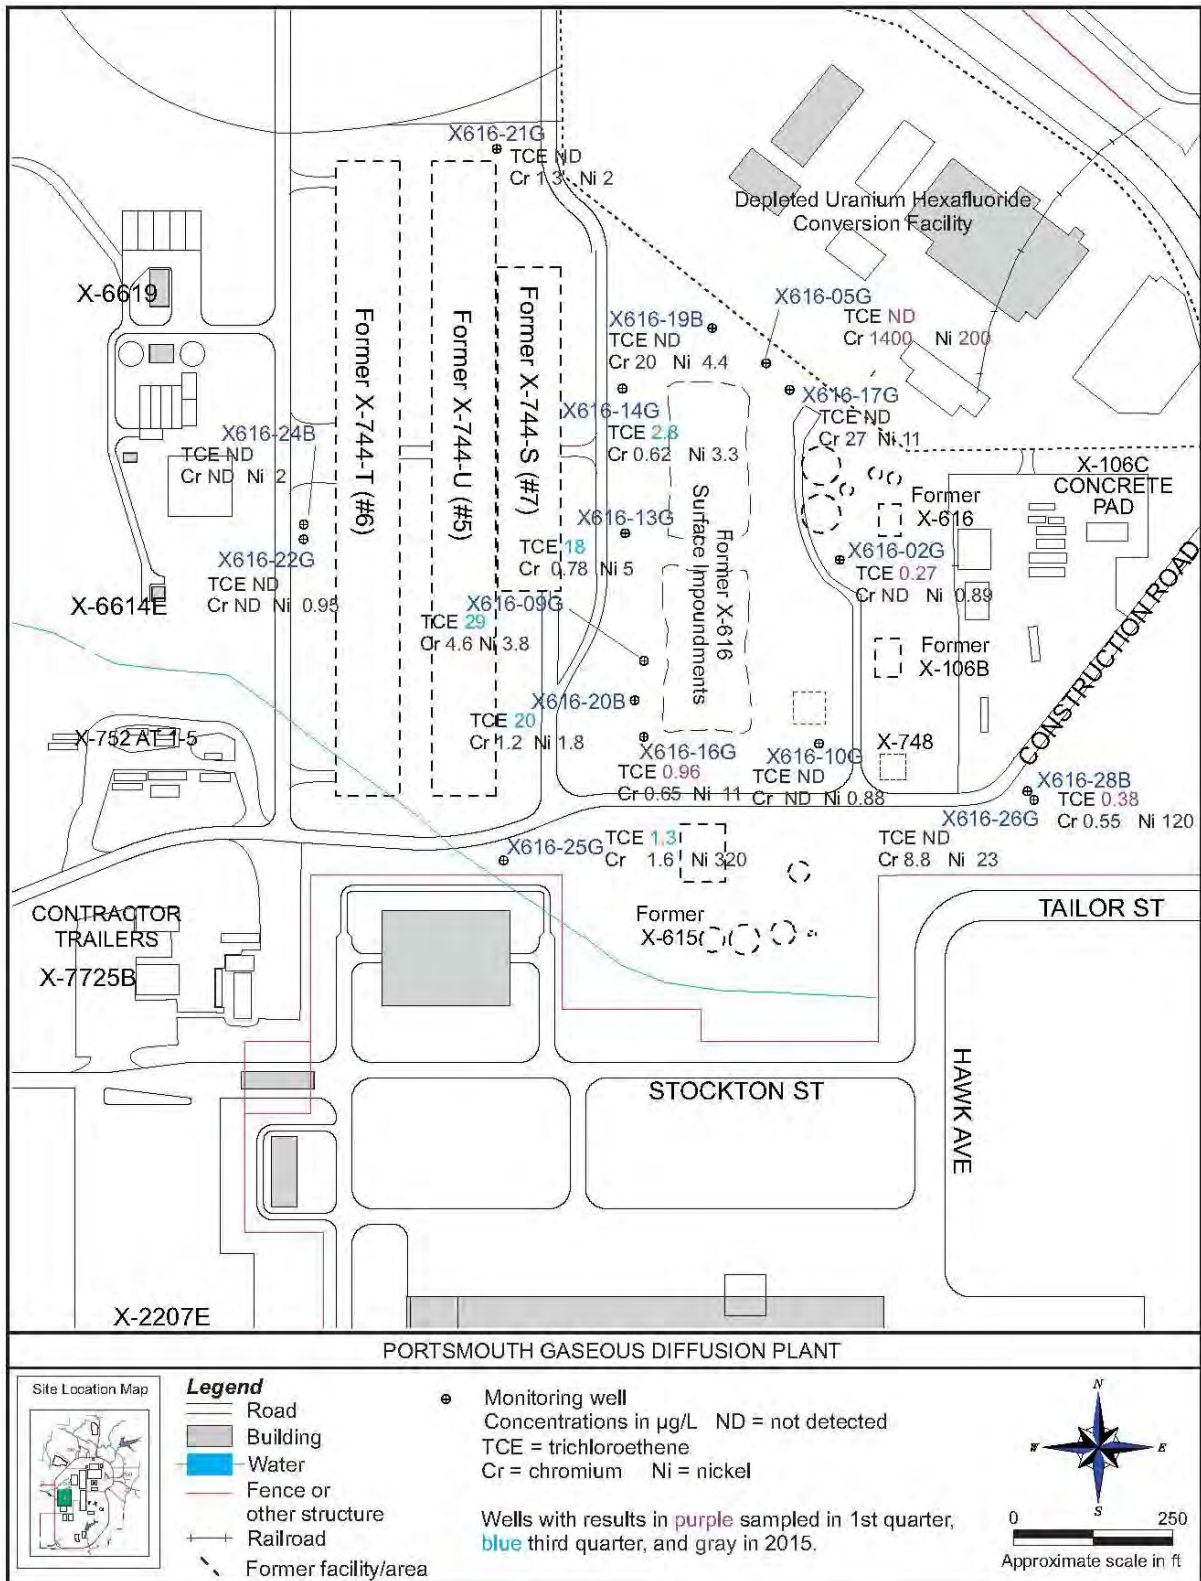 X616-21G
TCE ND
Cr 1.3 Ni 2
Depleted Uranium Hexafluoride
Conversion Facility
X-6619
X616-05G
TCE ND
Cr 1400 Ni 200
X616-19B
TCE ND
Cr 20 Ni 4.4
Former X-744-T (#6)
Former X-744-U (#5)
Former X-744-S (#7)
X616-17G
TCE ND
Cr 27 Ni 11
X616-14G
TCE 2.8
Cr 0.62 Ni 3.3
X616-24B
TCE ND
Cr ND Ni 2
X-106C
CONCRETE
PAD
Former
X-616
Former X-616
Surface Impoundments
X616-13G
TCE 18
Cr 0.78 Ni 5
X616-22G
TCE ND
Cr ND Ni 0.95
X616-02G
TCE 0.27
Cr ND Ni 0.89
X-6614E
X616-09G
TCE 29
Cr 4.6 Ni 3.8
Former
X-106B
CONSTRUCTION ROAD
X616-20B
TCE 20
Cr 1.2 Ni 1.8
X-752 AT 1-5
X616-16G
TCE 0.96
Cr 0.65 Ni 11
X616-10G
TCE ND
Cr ND Ni 0.88
X-748
X616-28B
TCE 0.38
Cr 0.55 Ni 120
X616-26G
TCE ND
Cr 8.8 Ni 23
X616-25G
TCE 1.3
Cr 1.6 Ni 320
CONTRACTOR
TRAILERS
Former
X-615
TAILOR ST
X-7725B
STOCKTON ST
HAWK AVE
X-2207E
PORTSMOUTH GASEOUS DIFFUSION PLANT
Site Location Map
Legend
Road
Building
Water
Fence or
other structure
Railroad
Former facility/area
Monitoring well
Concentrations in µg/L ND = not detected
TCE = trichloroethene
Cr = chromium Ni = nickel
Wells with results in purple sampled in 1st quarter,
blue third quarter, and gray in 2015.
N
W
E
S
0 250
Approximate scale in ft